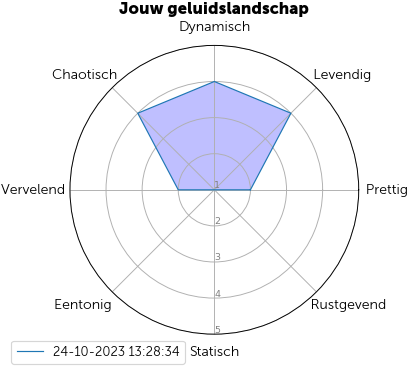 Jouw geluidslandschap
Dynamisch
Chaotisch
Levendig
Vervelend
1
Prettig
2
3
4
Eentonig
Rustgevend
5
24-10-2023 13:28:34
Statisch